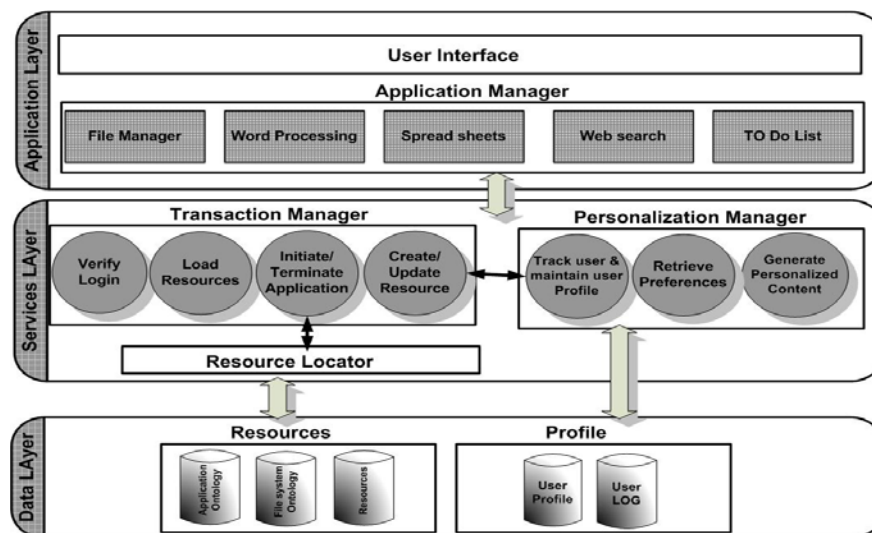 Application Layer
User Interface
Application Manager
File Manager
Word Processing
Spread sheets
Web search
TO Do List
Services LAyer
Transaction Manager
Verify
Login
Load
Resources
Initiate/
Terminate
Application
Create/
Update
Resource
Personalization Manager
Track user &
maintain user
Profile
Retrieve
Preferences
Generate
Personalized
Content
Resource Locator
Data LAyer
Resources
Application
Ontology
File system
Ontology
Resources
Profile
User
Profile
User
LOG